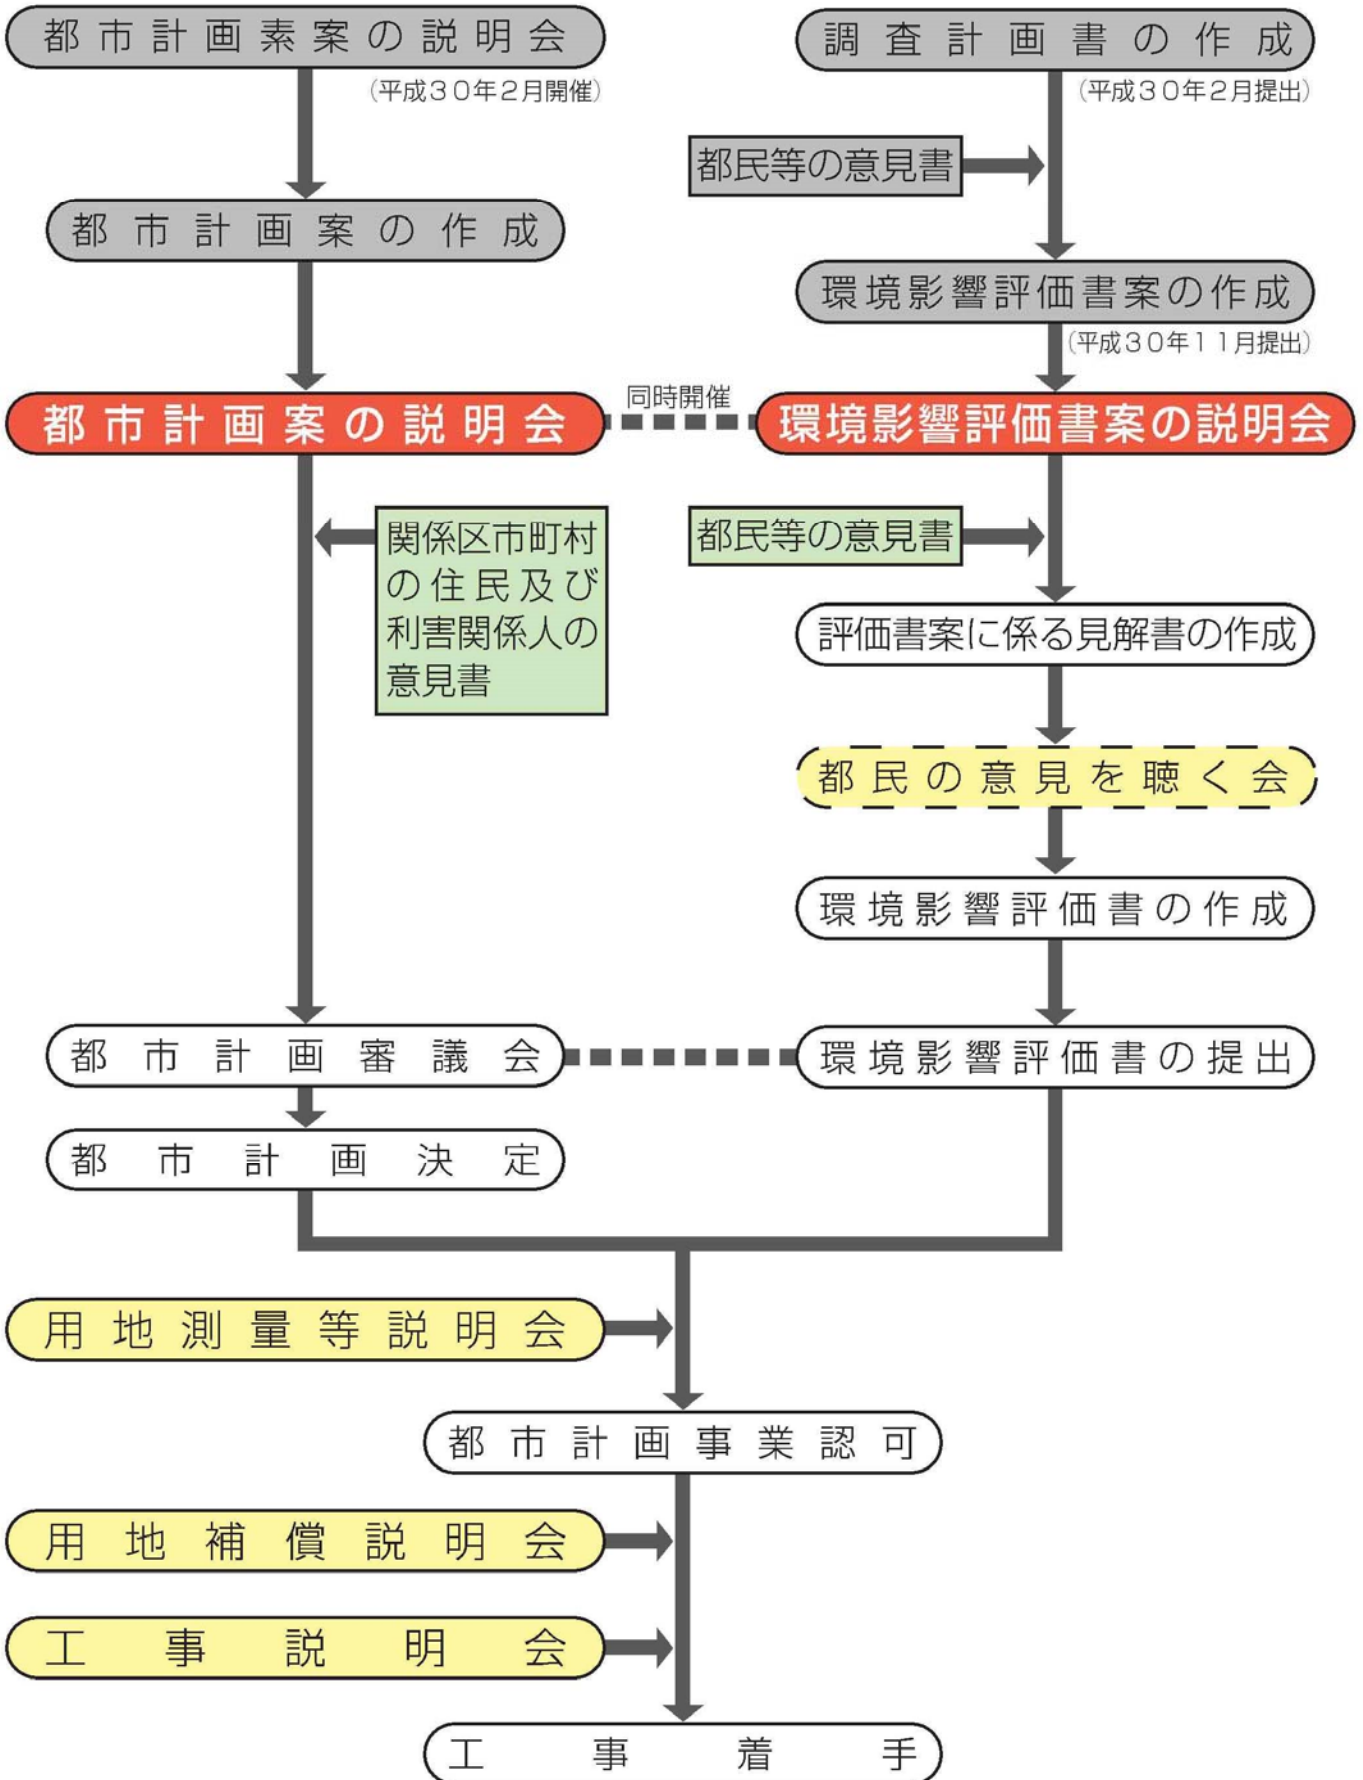 都市計画素案の説明会
(平成30年2月開催)
調査計画書の作成
(平成30年2月提出)
都民等の意見書
都市計画案の作成
環境影響評価書案の作成
(平成30年11月提出)
都市計画案の説明会
同時開催
環境影響評価書案の説明会
関係区市町村
の住民及び
利害関係人の
意見書
都民等の意見書
評価書案に係る見解書の作成
都民の意見を聴く会
環境影響評価書の作成
都市計画審議会
環境影響評価書の提出
都市計画決定
用地測量等説明会
都市計画事業認可
用地補償説明会
工事説明会
工事着手